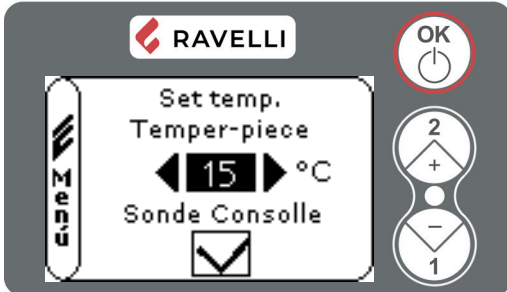 RAVELLI
OK
Set temp.
Temper-piece
15 °C
Sonde Consolle
Menú
2
+
−
1